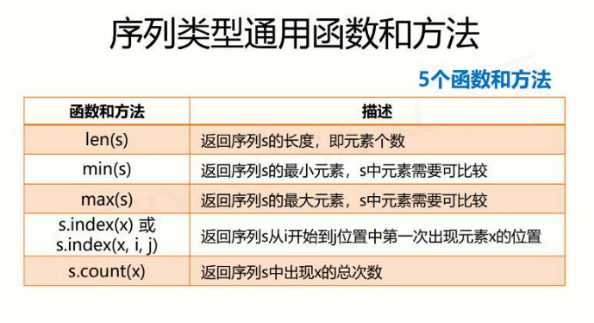 序列类型通用函数和方法
5个函数和方法
函数和方法 描述
len(s) 返回序列s的长度，即元素个数
min(s) 返回序列s的最小元素，s中元素需要可比较
max(s) 返回序列s的最大元素，s中元素需要可比较
s.index(x) 或
s.index(x, i, j) 返回序列s从i开始到j位置中第一次出现元素x的位置
s.count(x) 返回序列s中出现x的总次数